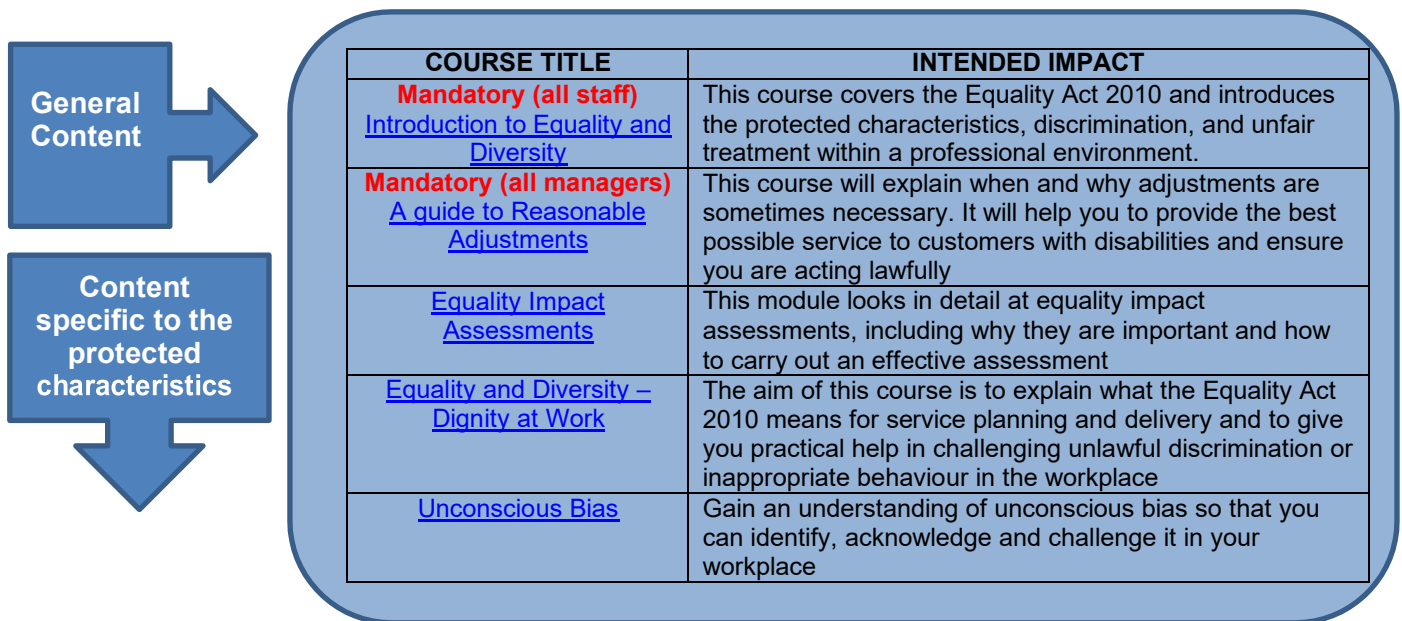 General
Content
Content
specific to the
protected
characteristics
COURSE TITLE
INTENDED IMPACT
Mandatory (all staff)
Introduction to Equality and
Diversity
This course covers the Equality Act 2010 and introduces
the protected characteristics, discrimination, and unfair
treatment within a professional environment.
Mandatory (all managers)
A guide to Reasonable
Adjustments
This course will explain when and why adjustments are
sometimes necessary. It will help you to provide the best
possible service to customers with disabilities and ensure
you are acting lawfully
Equality Impact
Assessments
This module looks in detail at equality impact
assessments, including why they are important and how
to carry out an effective assessment
Equality and Diversity –
Dignity at Work
The aim of this course is to explain what the Equality Act
2010 means for service planning and delivery and to give
you practical help in challenging unlawful discrimination or
inappropriate behaviour in the workplace
Unconscious Bias
Gain an understanding of unconscious bias so that you
can identify, acknowledge and challenge it in your
workplace